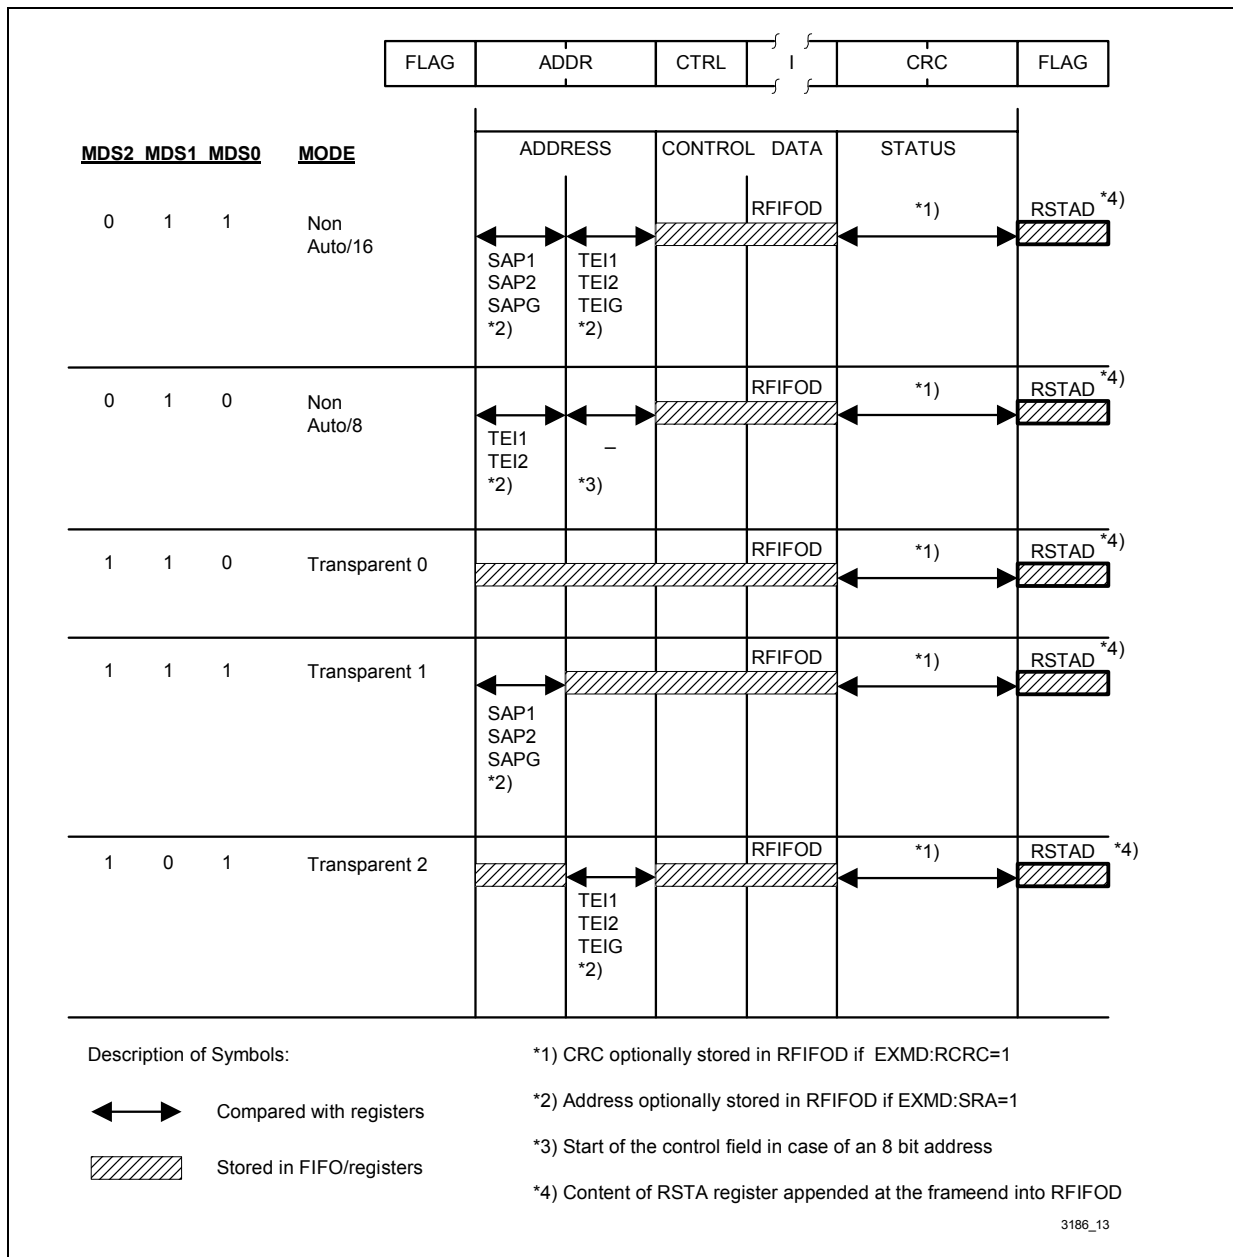 FLAG ADDR CTRL I CRC FLAG
MDS2 MDS1 MDS0 MODE ADDRESS CONTROL DATA STATUS
0 1 1 Non Auto/16 RFIFOD *1) RSTAD *4)
SAP1 TEI1
SAP2 TEI2
SAPG TEIG
*2) *2)
0 1 0 Non Auto/8 RFIFOD *1) RSTAD *4)
TEI1 –
TEI2
*2) *3)
1 1 0 Transparent 0 RFIFOD *1) RSTAD *4)
1 1 1 Transparent 1 RFIFOD *1) RSTAD *4)
SAP1
SAP2
SAPG
*2)
1 0 1 Transparent 2 RFIFOD *1) RSTAD *4)
TEI1
TEI2
TEIG
*2)
Description of Symbols:
Compared with registers
Stored in FIFO/registers
*1) CRC optionally stored in RFIFOD if EXMD:RCRC=1
*2) Address optionally stored in RFIFOD if EXMD:SRA=1
*3) Start of the control field in case of an 8 bit address
*4) Content of RSTA register appended at the frameend into RFIFOD
3186_13